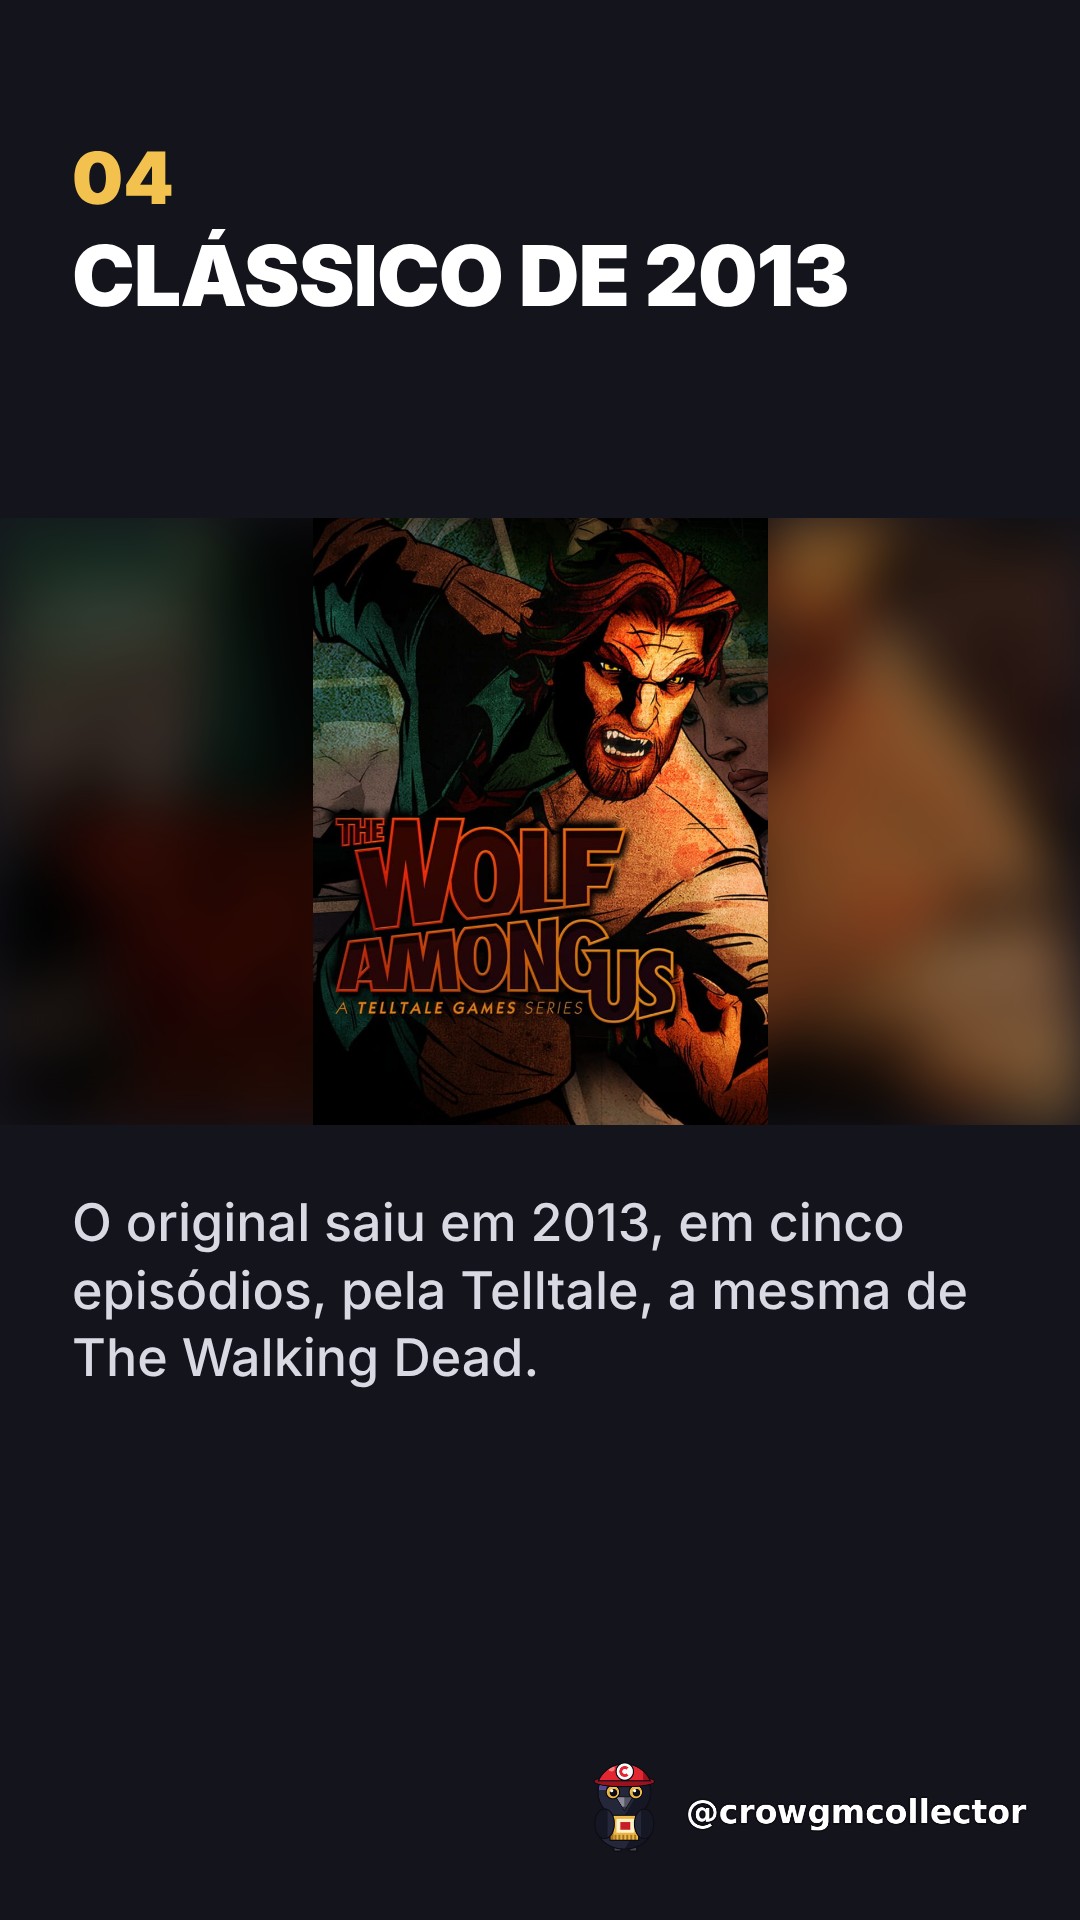 04
CLÁSSICO DE 2013
THE
WOLF
AMONG
US
A TELLTALE GAMES SERIES
O original saiu em 2013, em cinco
episódios, pela Telltale, a mesma de
The Walking Dead.
C
@crowgmcollector